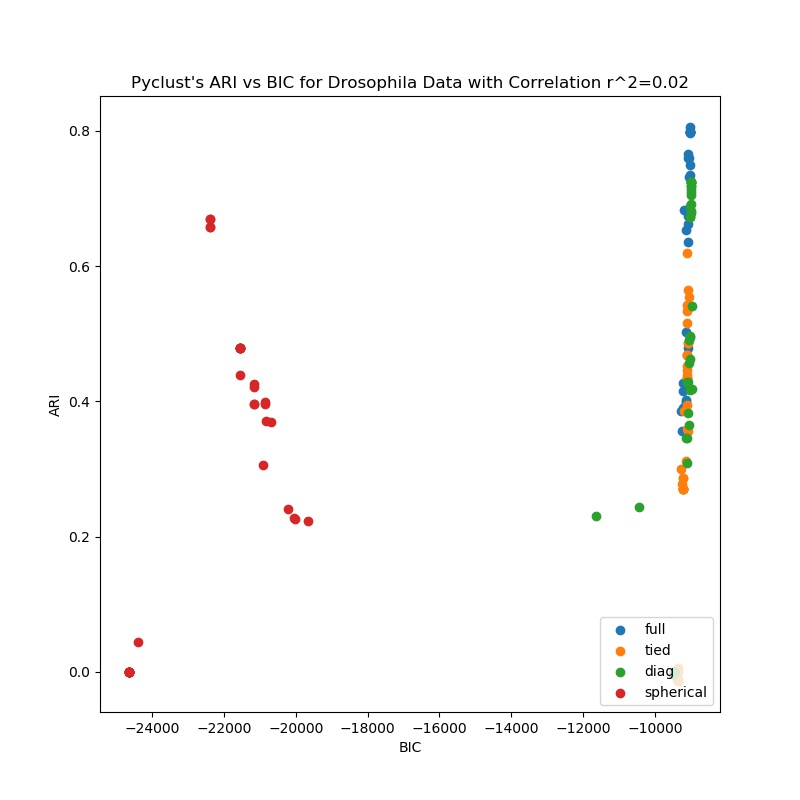 Pyclust's ARI vs BIC for Drosophila Data with Correlation r^2=0.02
0.8
0.6
ARI
0.4
0.2
0.0
full
tied
diag
spherical
−24000 −22000 −20000 −18000 −16000 −14000 −12000 −10000
BIC